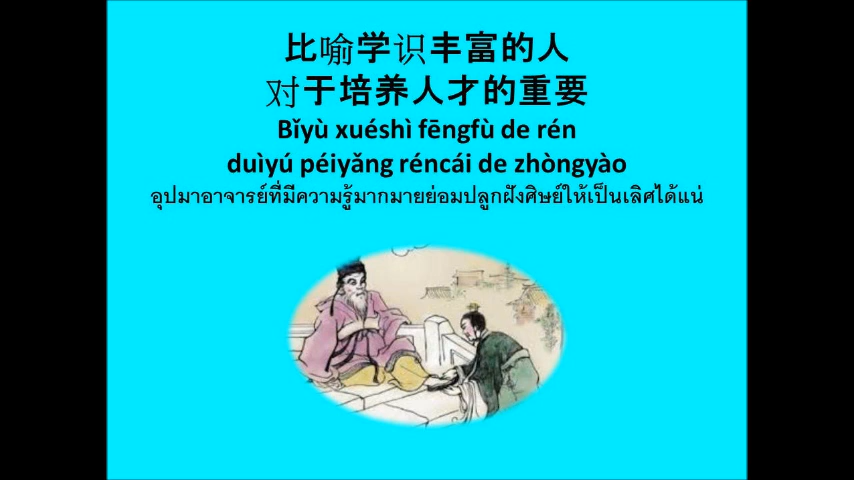 比喻学识丰富的人
对于培养人才的重要
Bǐyù xuéshì fēngfù de rén
duìyú péiyǎng réncái de zhòngyào
อุปมาอาจารย์ที่มีความรู้มากมายย่อมปลูกฝังศิษย์ให้เป็นเลิศได้แน่